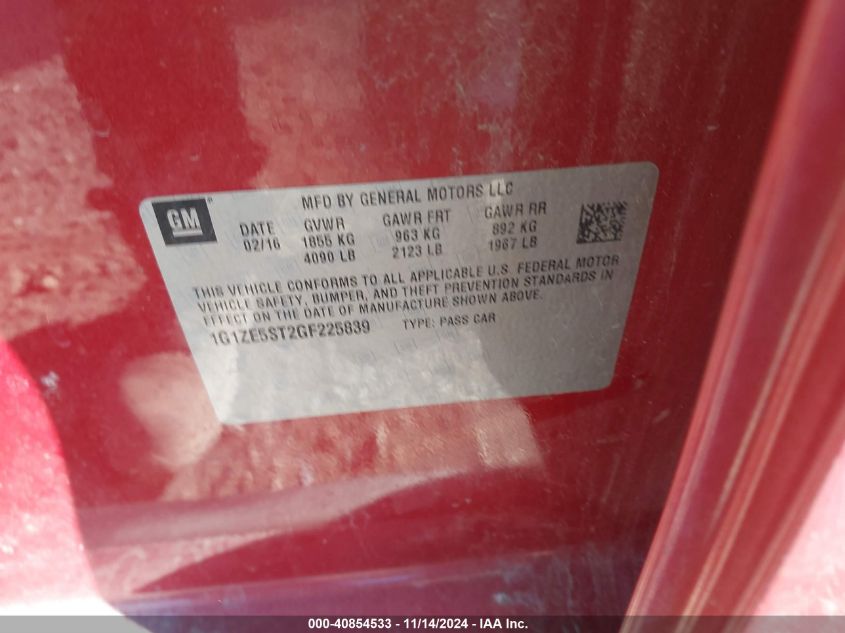 MFD BY GENERAL MOTORS LLC
GM®
DATE GVWR GAWR FRT GAWR RR
02/16 1855 KG 963 KG 892 KG
4090 LB 2123 LB 1967 LB
THIS VEHICLE CONFORMS TO ALL APPLICABLE U.S. FEDERAL MOTOR
VEHICLE SAFETY, BUMPER, AND THEFT PREVENTION STANDARDS IN
EFFECT ON THE DATE OF MANUFACTURE SHOWN ABOVE.
1G1ZE5ST2GF225839 TYPE: PASS CAR
000-40854533 - 11/14/2024 - IAA Inc.